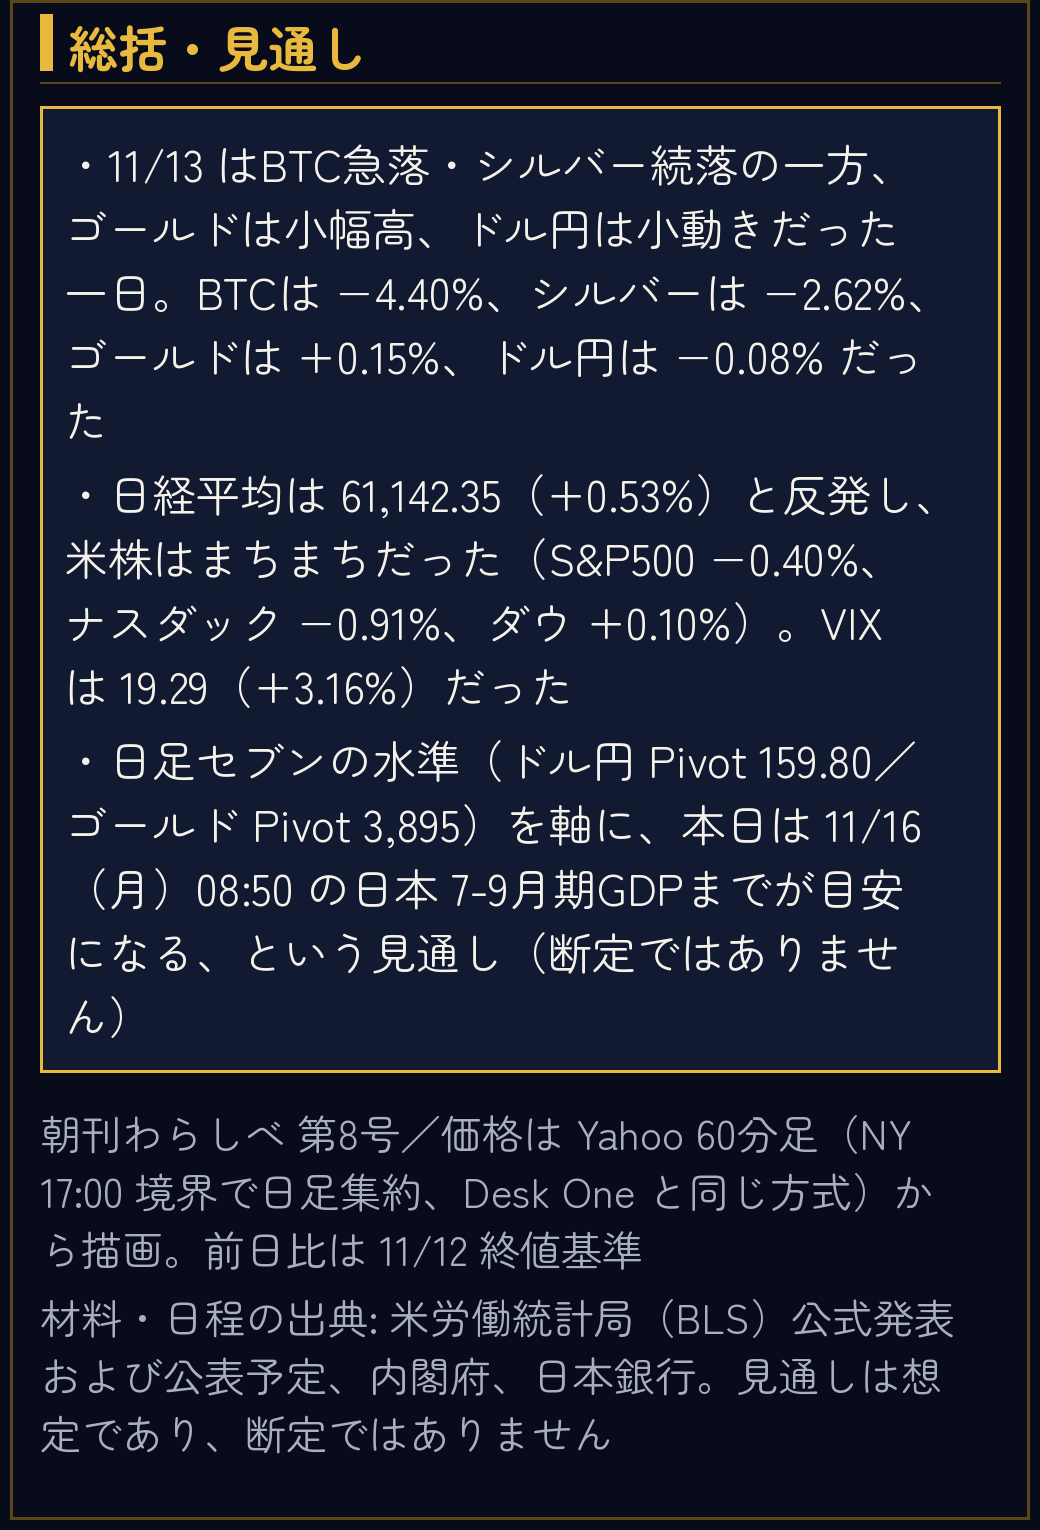 総括・見通し
・11/13 はBTC急落・シルバー続落の一方、
ゴールドは小幅高、ドル円は小動きだった
一日。BTCは −4.40%、シルバーは −2.62%、
ゴールドは +0.15%、ドル円は −0.08% だっ
た
・日経平均は 61,142.35（+0.53%）と反発し、
米株はまちまちだった（S&P500 −0.40%、
ナスダック −0.91%、ダウ +0.10%）。VIX
は 19.29（+3.16%）だった
・日足セブンの水準（ドル円 Pivot 159.80／
ゴールド Pivot 3,895）を軸に、本日は 11/16
（月）08:50 の日本 7-9月期GDPまでが目安
になる、という見通し（断定ではありませ
ん）
朝刊わらしべ 第8号／価格は Yahoo 60分足（NY
17:00 境界で日足集約、Desk One と同じ方式）か
ら描画。前日比は 11/12 終値基準
材料・日程の出典: 米労働統計局（BLS）公式発表
および公表予定、内閣府、日本銀行。見通しは想
定であり、断定ではありません